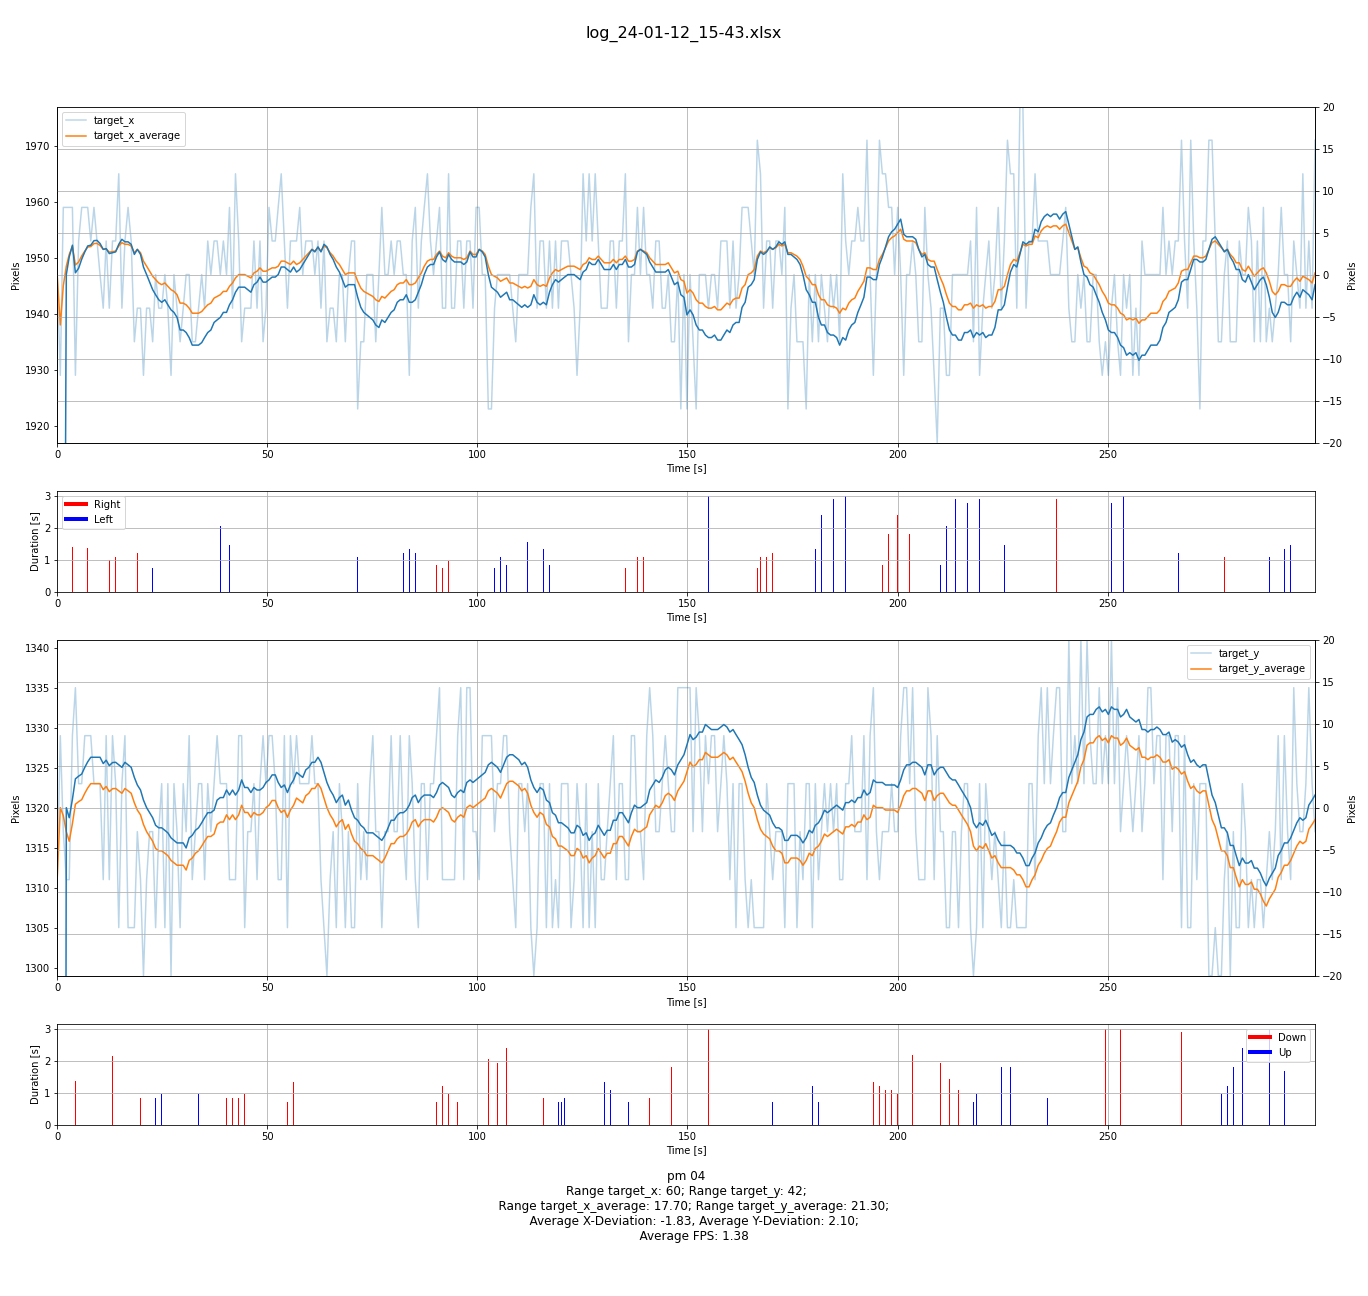 log_24-01-12_15-43.xlsx
target_x
target_x_average
Pixels
1970
1960
1950
1940
1930
1920
20
15
10
5
0
−5
−10
−15
−20
Pixels
0 50 100 150 200 250
Time [s]
Right
Left
Duration [s]
3
2
1
0
0 50 100 150 200 250
Time [s]
target_y
target_y_average
Pixels
1340
1335
1330
1325
1320
1315
1310
1305
1300
20
15
10
5
0
−5
−10
−15
−20
Pixels
0 50 100 150 200 250
Time [s]
Down
Up
Duration [s]
3
2
1
0
0 50 100 150 200 250
Time [s]
pm 04
Range target_x: 60; Range target_y: 42;
Range target_x_average: 17.70; Range target_y_average: 21.30;
Average X-Deviation: -1.83, Average Y-Deviation: 2.10;
Average FPS: 1.38